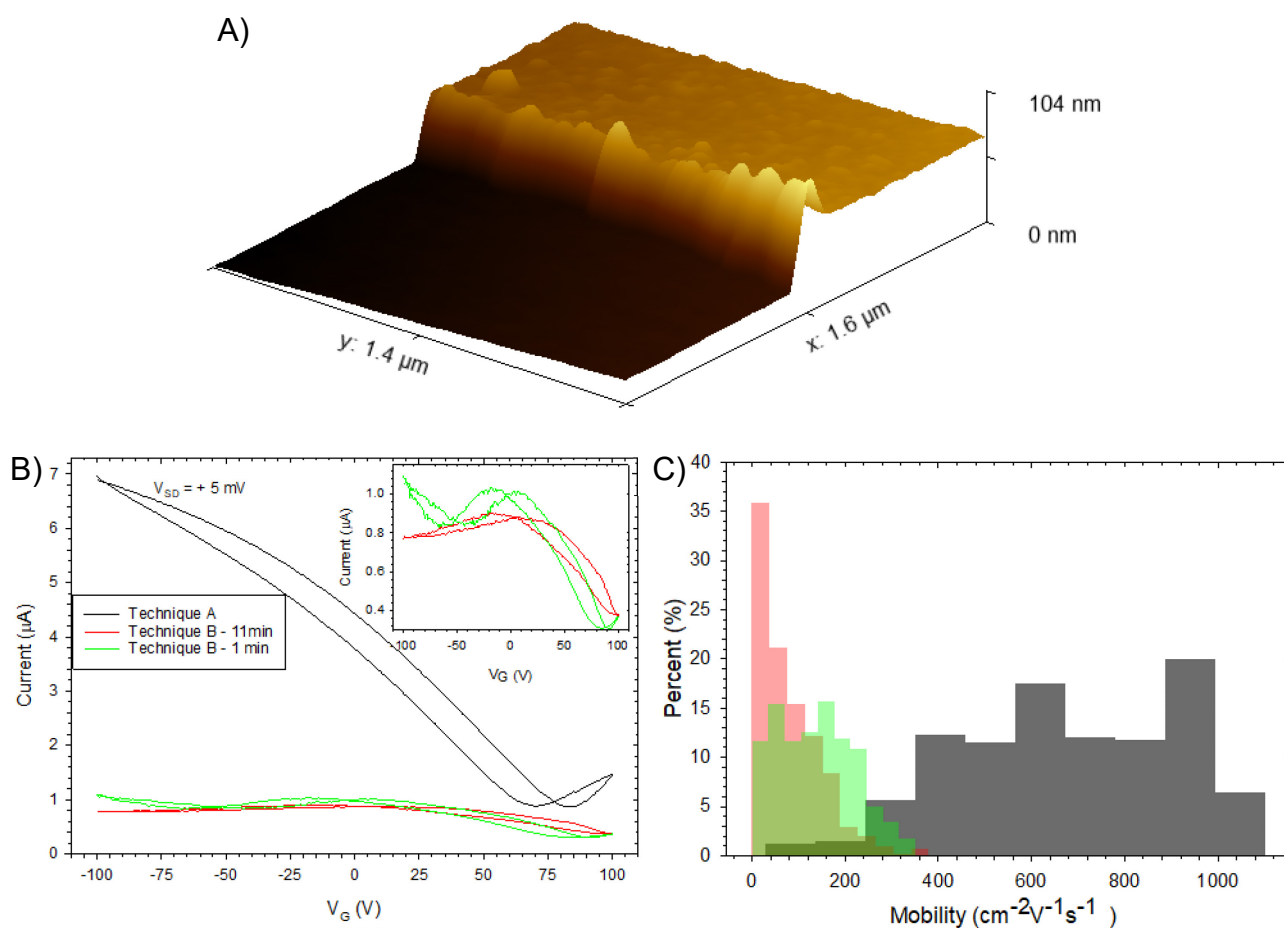 A)
104 nm
0 nm
x: 1.6 µm
y: 1.4 µm
B)
7
6
5
4
3
2
1
0
Current (µA)
V_SD = + 5 mV
Technique A
Technique B - 11min
Technique B - 1 min
-100 -75 -50 -25 0 25 50 75 100
V_G (V)
1.0
0.8
0.6
0.4
Current (µA)
-100 -50 0 50 100
VG (V)
C)
40
35
30
25
20
15
10
5
0
Percent (%)
0 200 400 600 800 1000
Mobility (cm⁻²V⁻¹s⁻¹ )